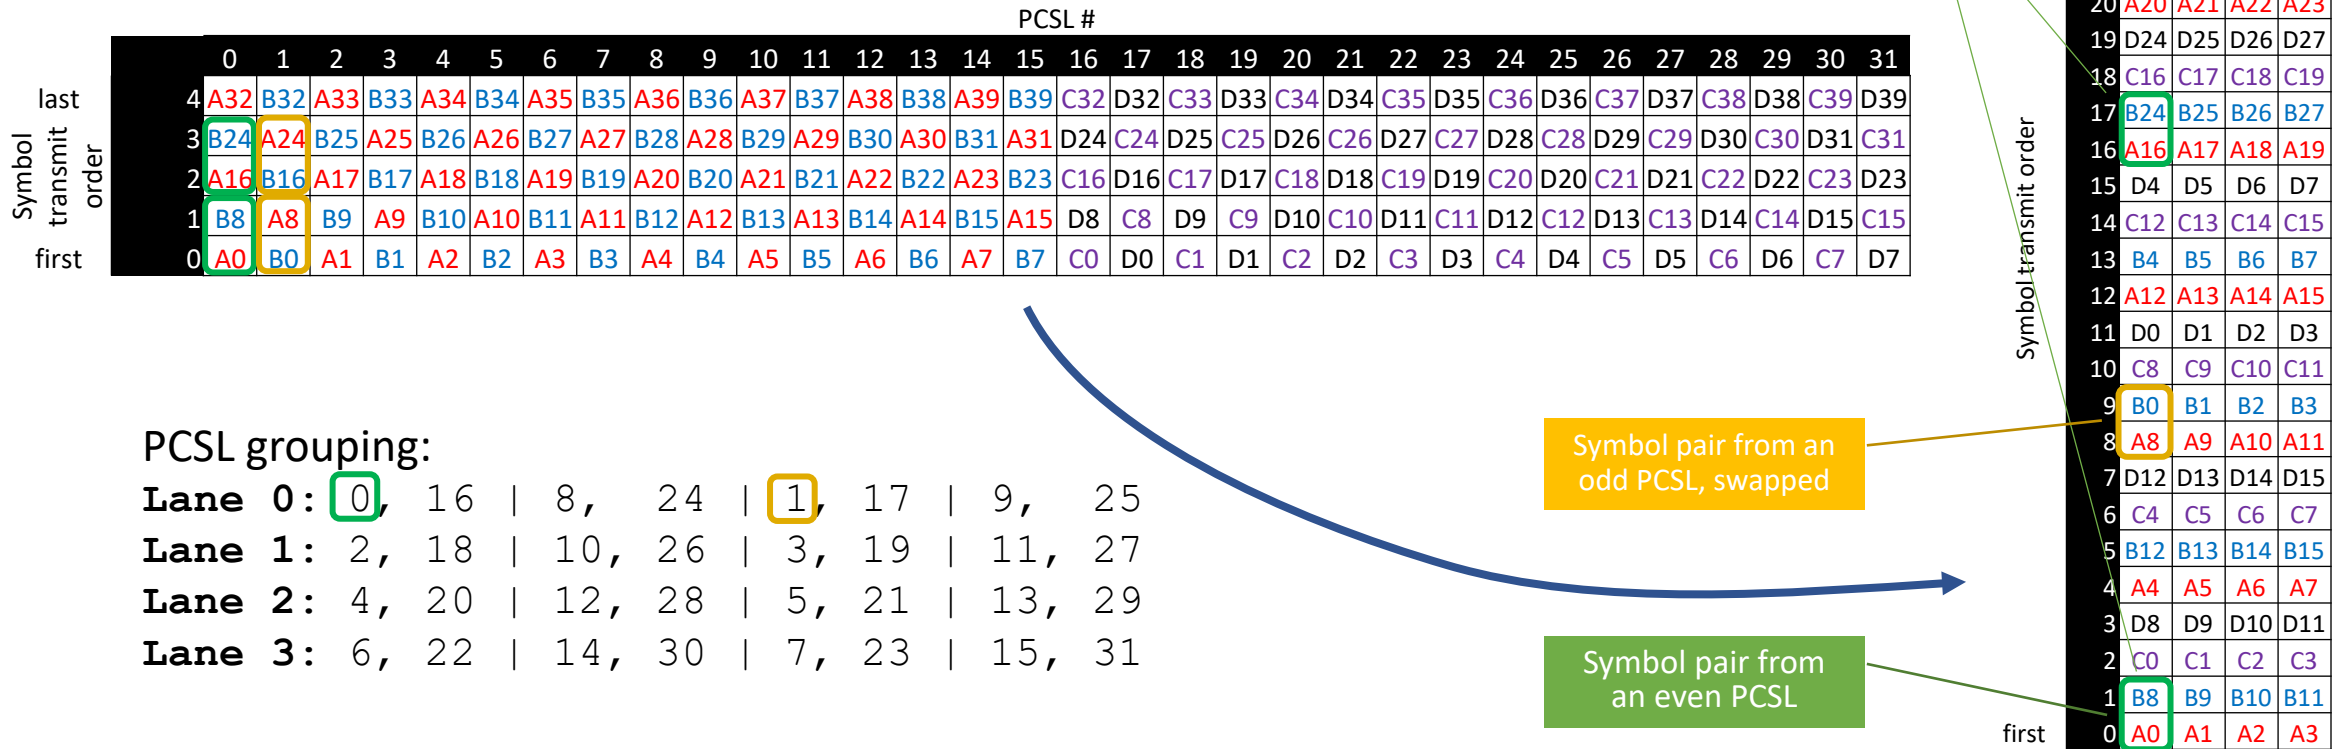 PCSL #
0 1 2 3 4 5 6 7 8 9 10 11 12 13 14 15 16 17 18 19 20 21 22 23 24 25 26 27 28 29 30 31
last 4 A32 B32 A33 B33 A34 B34 A35 B35 A36 B36 A37 B37 A38 B38 A39 B39 C32 D32 C33 D33 C34 D34 C35 D35 C36 D36 C37 D37 C38 D38 C39 D39
3 B24 A24 B25 A25 B26 A26 B27 A27 B28 A28 B29 A29 B30 A30 B31 A31 D24 C24 D25 C25 D26 C26 D27 C27 D28 C28 D29 C29 D30 C30 D31 C31
2 A16 B16 A17 B17 A18 B18 A19 B19 A20 B20 A21 B21 A22 B22 A23 B23 C16 D16 C17 D17 C18 D18 C19 D19 C20 D20 C21 D21 C22 D22 C23 D23
1 B8 A8 B9 A9 B10 A10 B11 A11 B12 A12 B13 A13 B14 A14 B15 A15 D8 C8 D9 C9 D10 C10 D11 C11 D12 C12 D13 C13 D14 C14 D15 C15
first 0 A0 B0 A1 B1 A2 B2 A3 B3 A4 B4 A5 B5 A6 B6 A7 B7 C0 D0 C1 D1 C2 D2 C3 D3 C4 D4 C5 D5 C6 D6 C7 D7
Symbol
transmit
order
PCSL grouping:
Lane 0: 0, 16 | 8, 24 | 1, 17 | 9, 25
Lane 1: 2, 18 | 10, 26 | 3, 19 | 11, 27
Lane 2: 4, 20 | 12, 28 | 5, 21 | 13, 29
Lane 3: 6, 22 | 14, 30 | 7, 23 | 15, 31
Symbol pair from an
odd PCSL, swapped
Symbol pair from
an even PCSL
Symbol transmit order
20 A20 A21 A22 A23
19 D24 D25 D26 D27
18 C16 C17 C18 C19
17 B24 B25 B26 B27
16 A16 A17 A18 A19
15 D4 D5 D6 D7
14 C12 C13 C14 C15
13 B4 B5 B6 B7
12 A12 A13 A14 A15
11 D0 D1 D2 D3
10 C8 C9 C10 C11
9 B0 B1 B2 B3
8 A8 A9 A10 A11
7 D12 D13 D14 D15
6 C4 C5 C6 C7
5 B12 B13 B14 B15
4 A4 A5 A6 A7
3 D8 D9 D10 D11
2 C0 C1 C2 C3
1 B8 B9 B10 B11
first 0 A0 A1 A2 A3